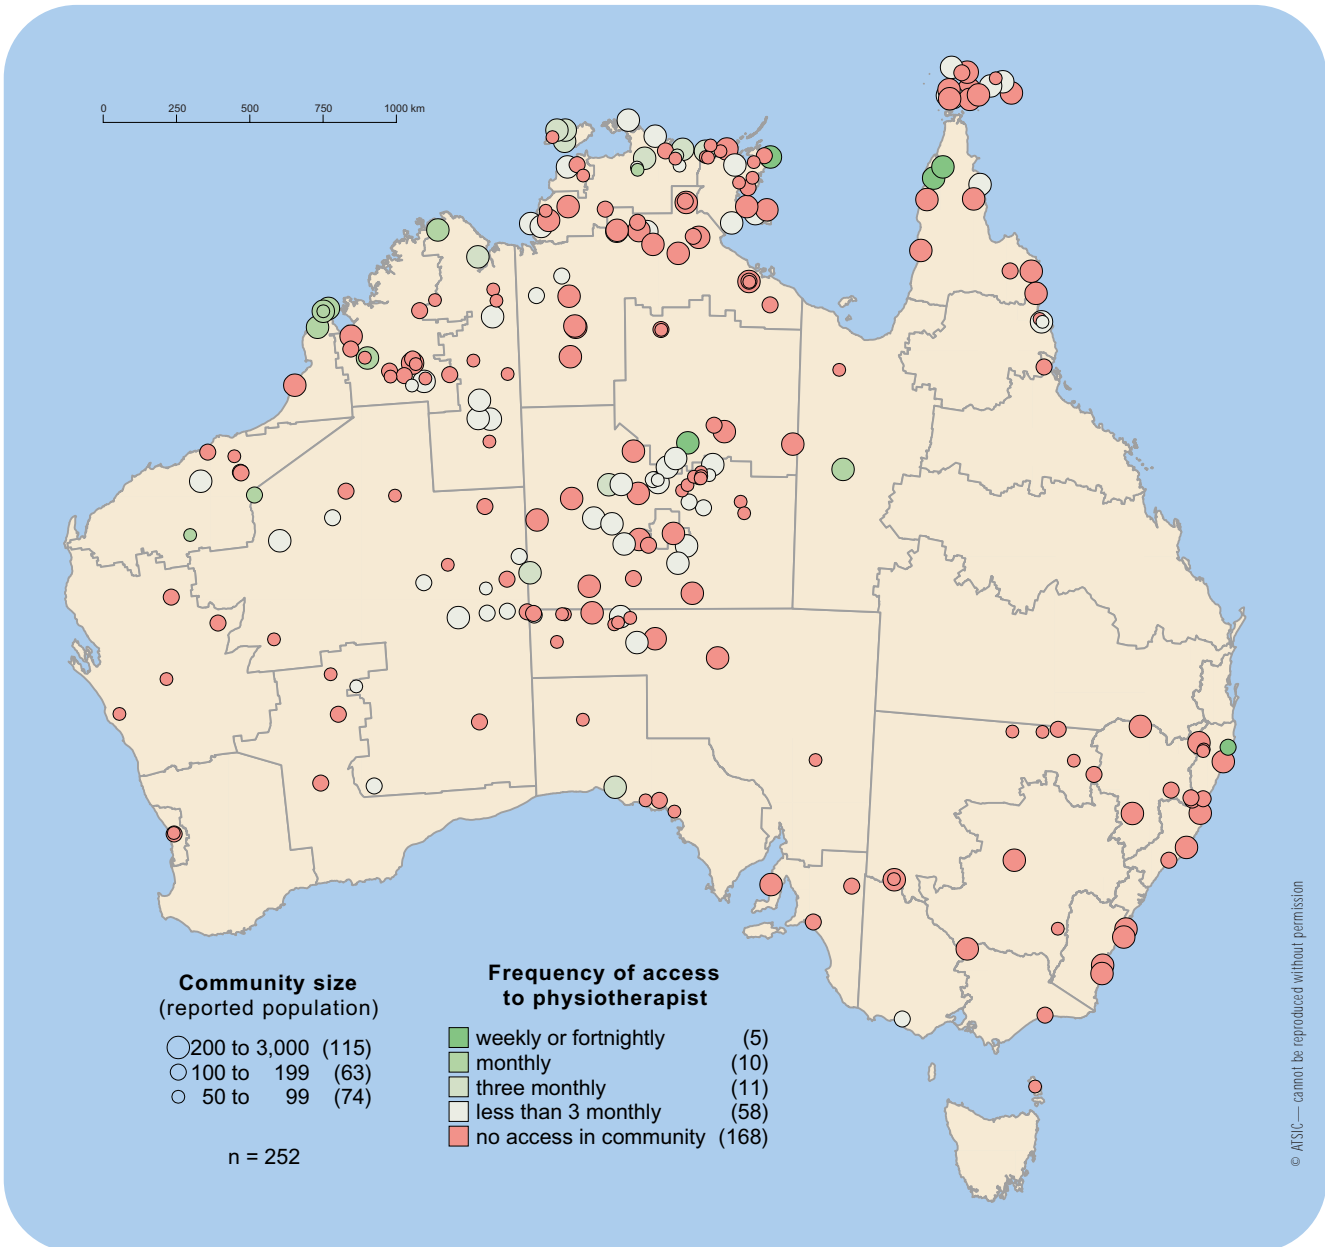 0 250 500 750 1000 km
Community size
(reported population)
200 to 3,000 (115)
100 to 199 (63)
50 to 99 (74)
n = 252
Frequency of access
to physiotherapist
weekly or fortnightly (5)
monthly (10)
three monthly (11)
less than 3 monthly (58)
no access in community (168)
© ATSIC — cannot be reproduced without permission